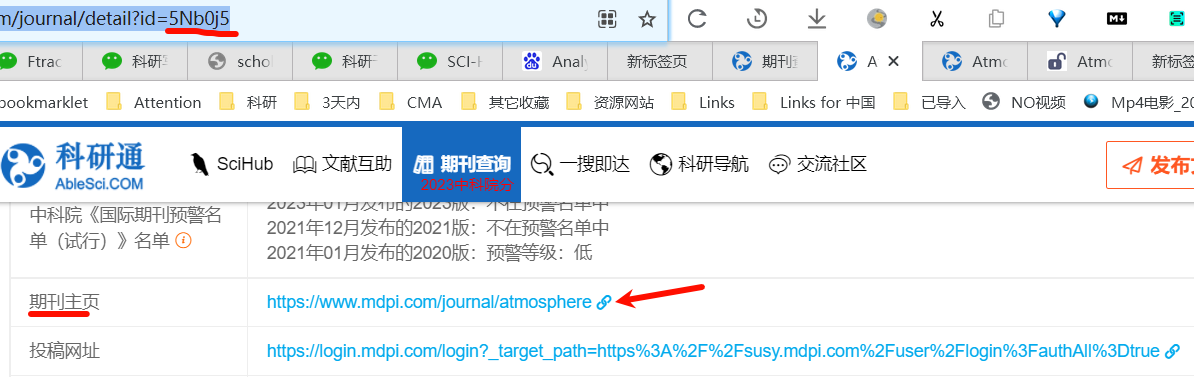 m/journal/detail?id=5Nb0j5
Ftrac
科研
scho
科研
SCI-H
Analy
新标签页
期刊
A
Atmo
Atmo
新标签
bookmarklet
Attention
科研
3天内
CMA
其它收藏
资源网站
Links
Links for 中国
已导入
NO视频
Mp4电影_20
科研通
AbleSci.COM
SciHub
文献互助
期刊查询
2023中科院分
一搜即达
科研导航
交流社区
发布
2023年01月发布的2023版：不在预警名单中
中科院《国际期刊预警名
单（试行）》名单
2021年12月发布的2021版：不在预警名单中
2021年01月发布的2020版：预警等级：低
期刊主页
https://www.mdpi.com/journal/atmosphere
投稿网址
https://login.mdpi.com/login?_target_path=https%3A%2F%2Fsusy.mdpi.com%2Fuser%2Flogin%3FauthAll%3Dtrue